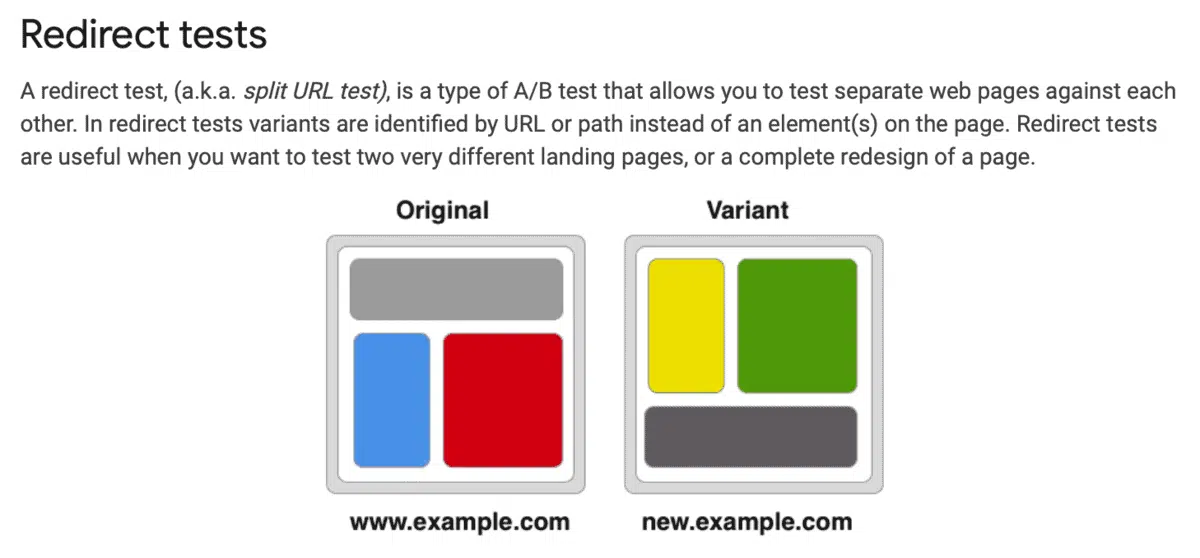 Redirect tests
A redirect test, (a.k.a. split URL test), is a type of A/B test that allows you to test separate web pages against each
other. In redirect tests variants are identified by URL or path instead of an element(s) on the page. Redirect tests
are useful when you want to test two very different landing pages, or a complete redesign of a page.
Original
Variant
www.example.com
new.example.com